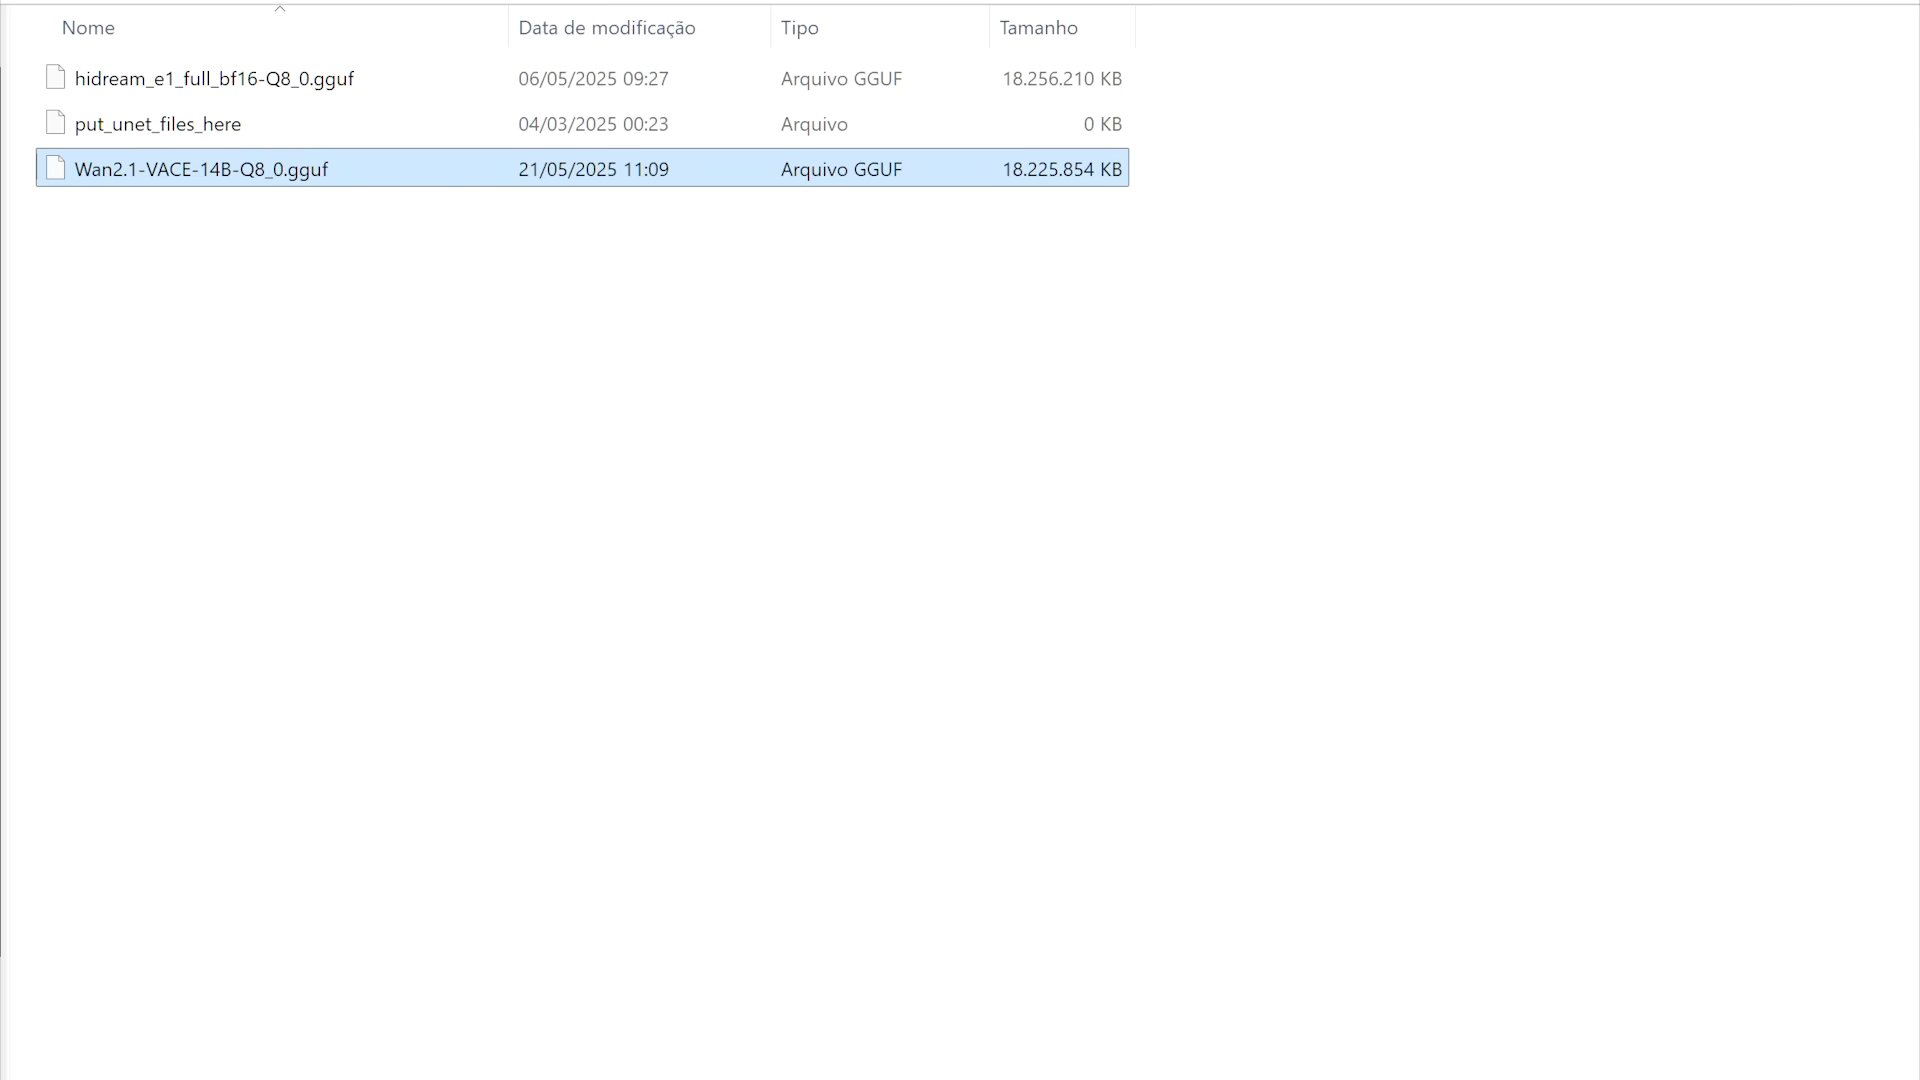 Nome Data de modificação Tipo Tamanho
hidream_e1_full_bf16-Q8_0.gguf 06/05/2025 09:27 Arquivo GGUF 18.256.210 KB
put_unet_files_here 04/03/2025 00:23 Arquivo 0 KB
Wan2.1-VACE-14B-Q8_0.gguf 21/05/2025 11:09 Arquivo GGUF 18.225.854 KB